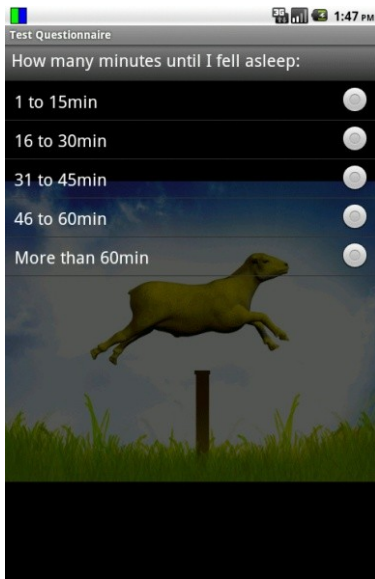 3G
1:47 PM
Test Questionnaire
How many minutes until I fell asleep:
1 to 15min
16 to 30min
31 to 45min
46 to 60min
More than 60min